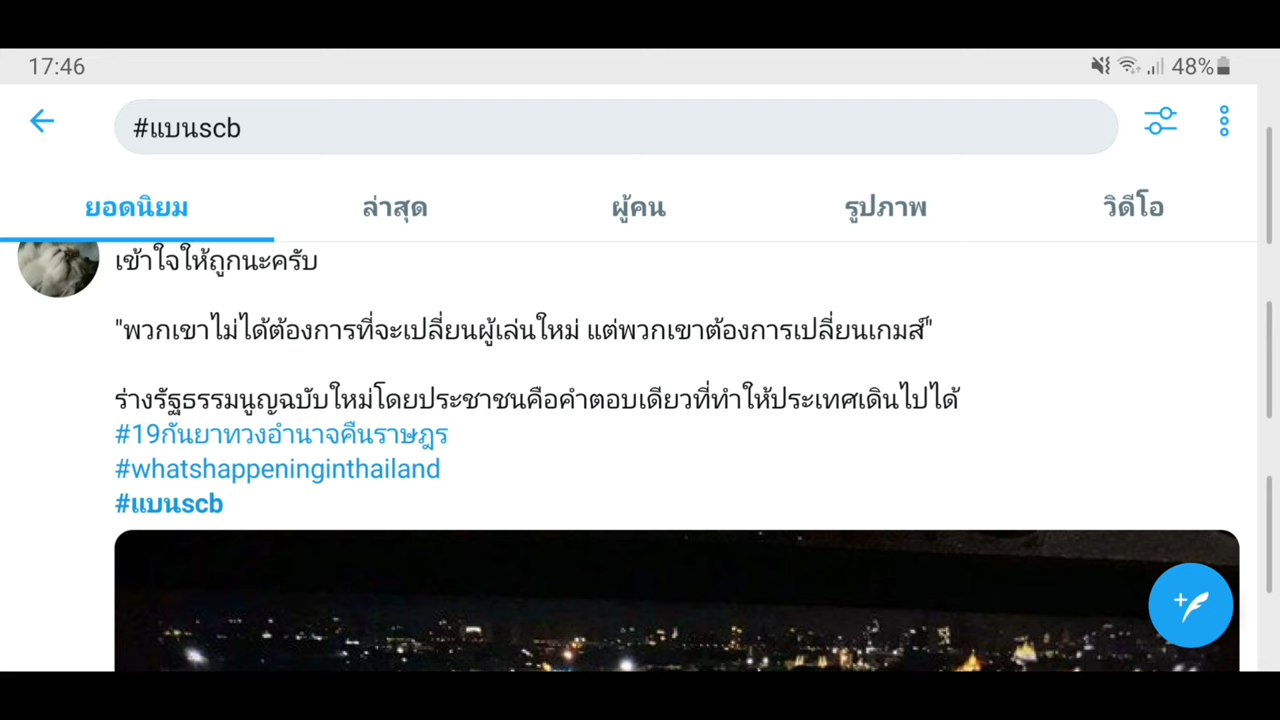 17:46
48%
#แบนscb
ยอดนิยม
ล่าสุด
ผู้คน
รูปภาพ
วิดีโอ
เข้าใจให้ถูกนะครับ
"พวกเขาไม่ได้ต้องการที่จะเปลี่ยนผู้เล่นใหม่ แต่พวกเขาต้องการเปลี่ยนเกมส์"
ร่างรัฐธรรมนูญฉบับใหม่โดยประชาชนคือคำตอบเดียวที่ทำให้ประเทศเดินไปได้
#19กันยาทวงอำนาจคืนราษฎร
#whatshappeninginthailand
#แบนscb